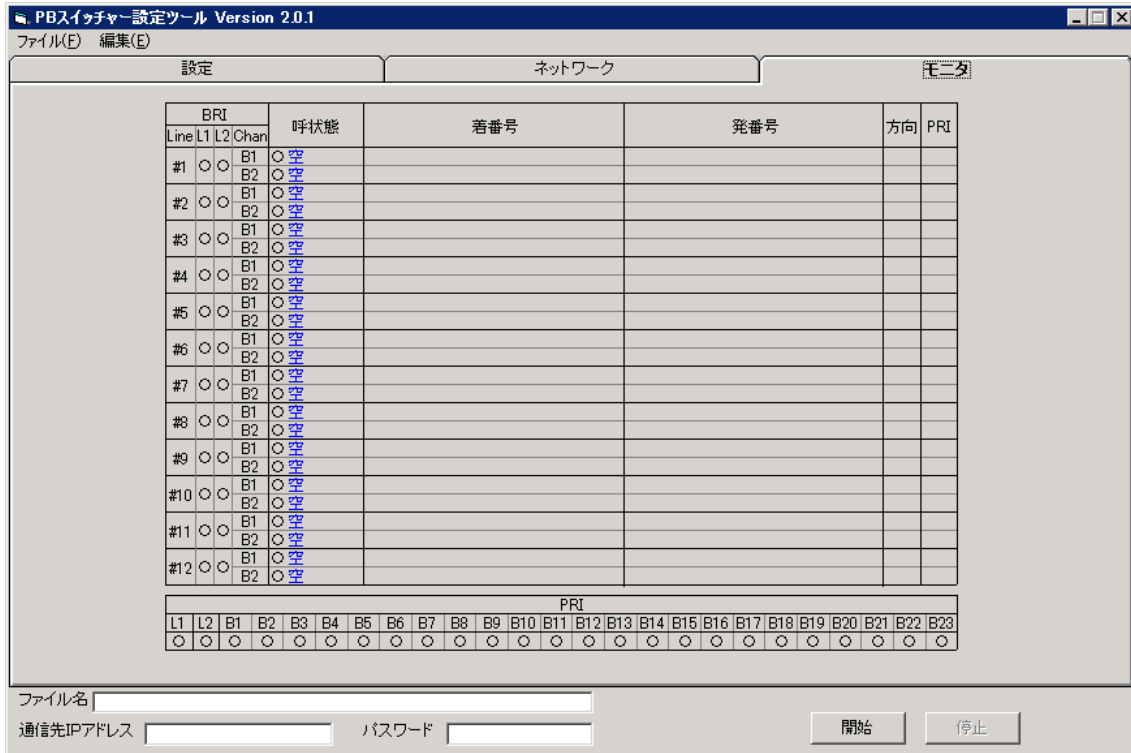 PBスイッチャー設定ツール Version 2.0.1
ファイル(F) 編集(E)
設定 ネットワーク モニタ
BRI 呼状態 着番号 発番号 方向 PRI
Line L1 L2 Chan
#1 B1 空
B2 空
#2 B1 空
B2 空
#3 B1 空
B2 空
#4 B1 空
B2 空
#5 B1 空
B2 空
#6 B1 空
B2 空
#7 B1 空
B2 空
#8 B1 空
B2 空
#9 B1 空
B2 空
#10 B1 空
B2 空
#11 B1 空
B2 空
#12 B1 空
B2 空
PRI
L1 L2 B1 B2 B3 B4 B5 B6 B7 B8 B9 B10 B11 B12 B13 B14 B15 B16 B17 B18 B19 B20 B21 B22 B23
ファイル名
通信先IPアドレス パスワード 開始 停止